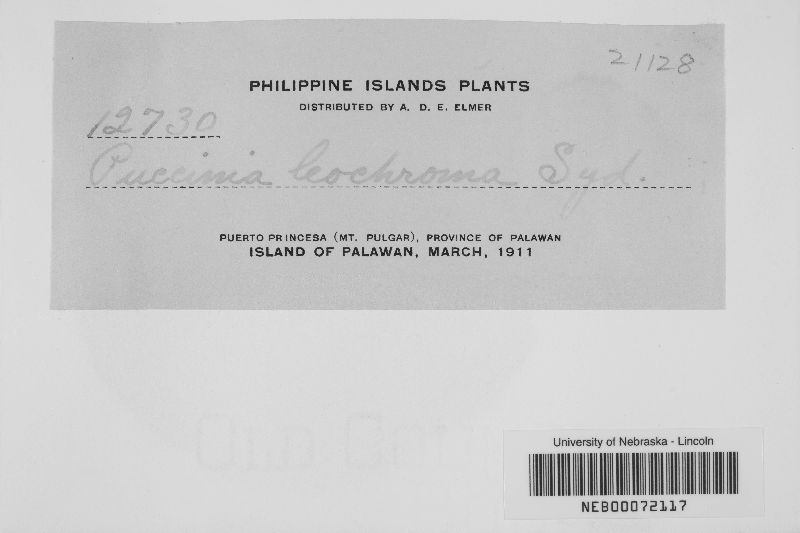 21128
PHILIPPINE ISLANDS PLANTS
DISTRIBUTED BY A. D. E. ELMER
12730
Puccinia leochroma Syd.
PUERTO PRINCESA (MT. PULGAR), PROVINCE OF PALAWAN
ISLAND OF PALAWAN, MARCH, 1911
University of Nebraska - Lincoln
NEB00072117